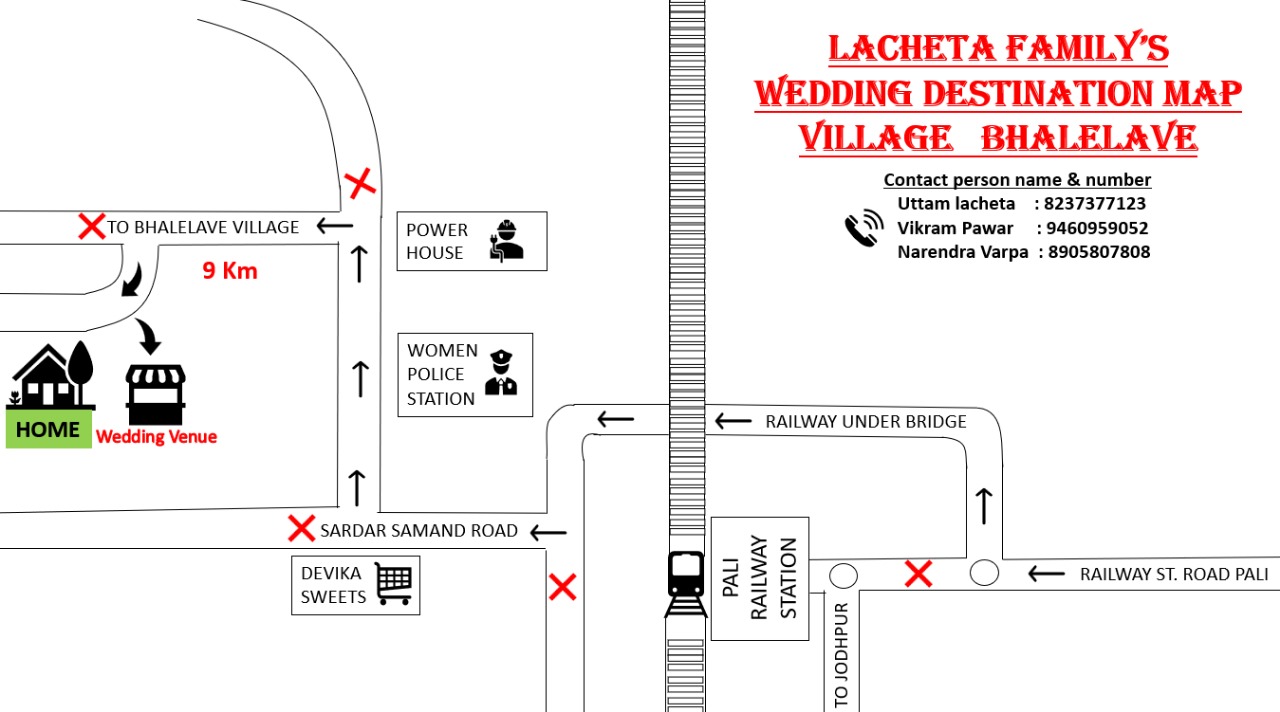 LACHETA FAMILY'S
WEDDING DESTINATION MAP
VILLAGE BHALELAVE
Contact person name & number
Uttam lacheta : 8237377123
Vikram Pawar : 9460959052
Narendra Varpa : 8905807808
TO BHALELAVE VILLAGE
9 Km
POWER
HOUSE
WOMEN
POLICE
STATION
HOME
Wedding Venue
RAILWAY UNDER BRIDGE
SARDAR SAMAND ROAD
DEVIKA
SWEETS
PALI
RAILWAY
STATION
RAILWAY ST. ROAD PALI
TO JODHPUR